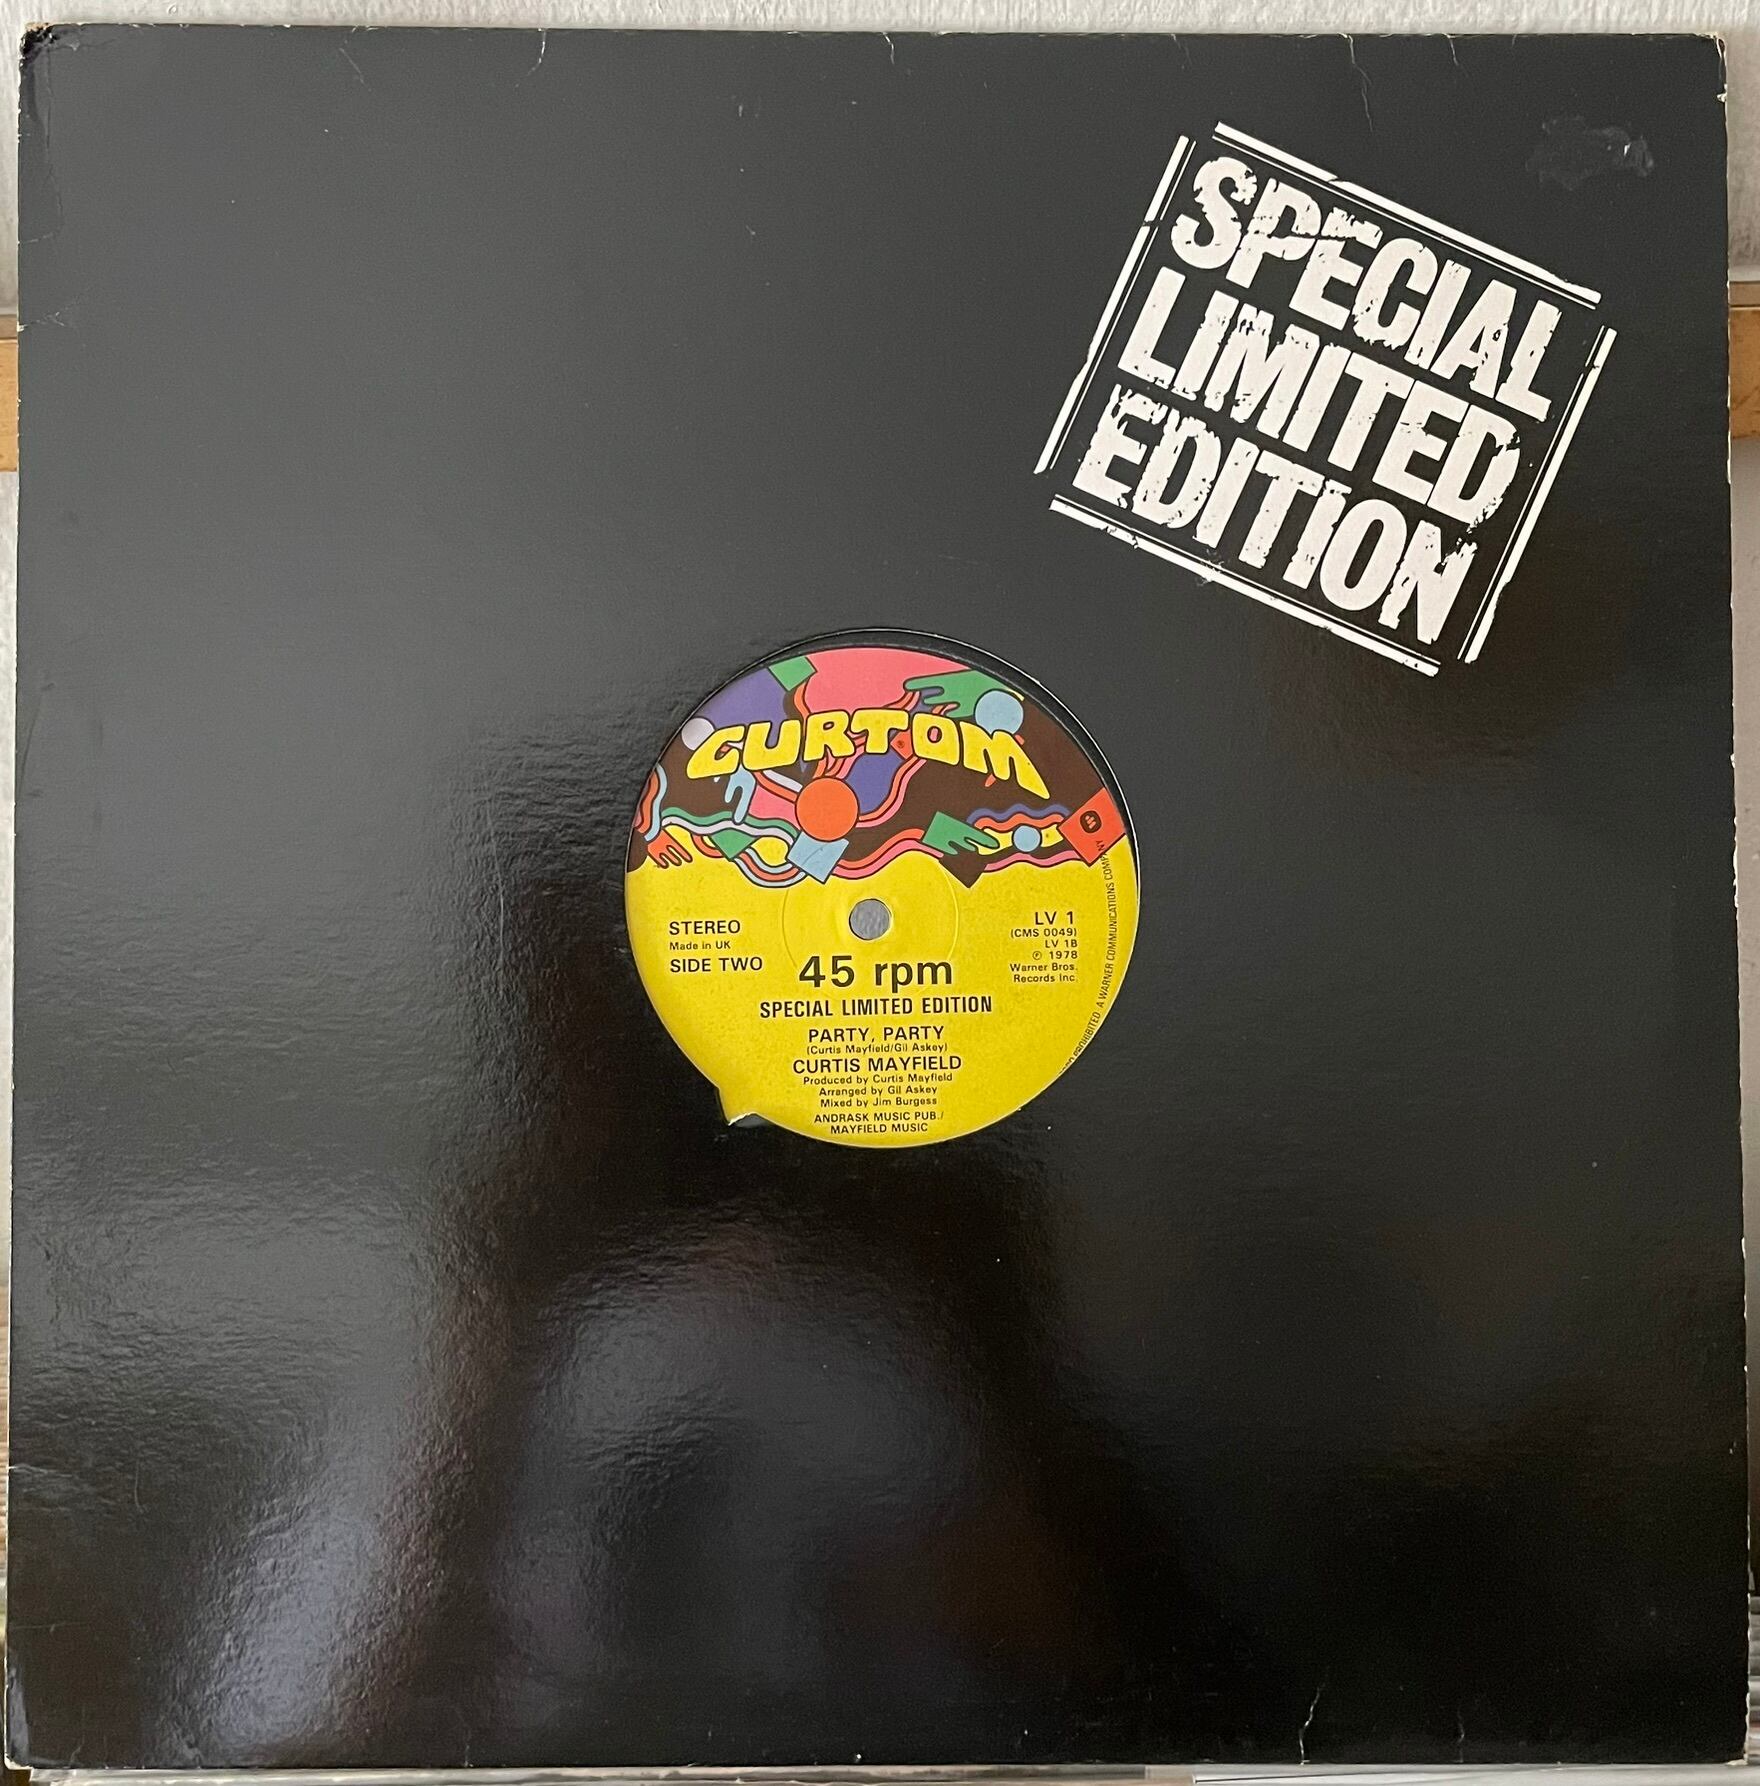 SPECIAL
LIMITED
EDITION
CURTOM
STEREO
Made in UK
SIDE TWO
LV 1
(CMS 0049)
LV 1B
℗ 1978
Warner Bros.
Records Inc.
45 rpm
SPECIAL LIMITED EDITION
PARTY, PARTY
(Curtis Mayfield/Gil Askey)
CURTIS MAYFIELD
Produced by Curtis Mayfield
Arranged by Gil Askey
Mixed by Jim Burgess
ANDRASK MUSIC PUB./
MAYFIELD MUSIC
PROHIBITED A WARNER COMMUNICATIONS COMPANY